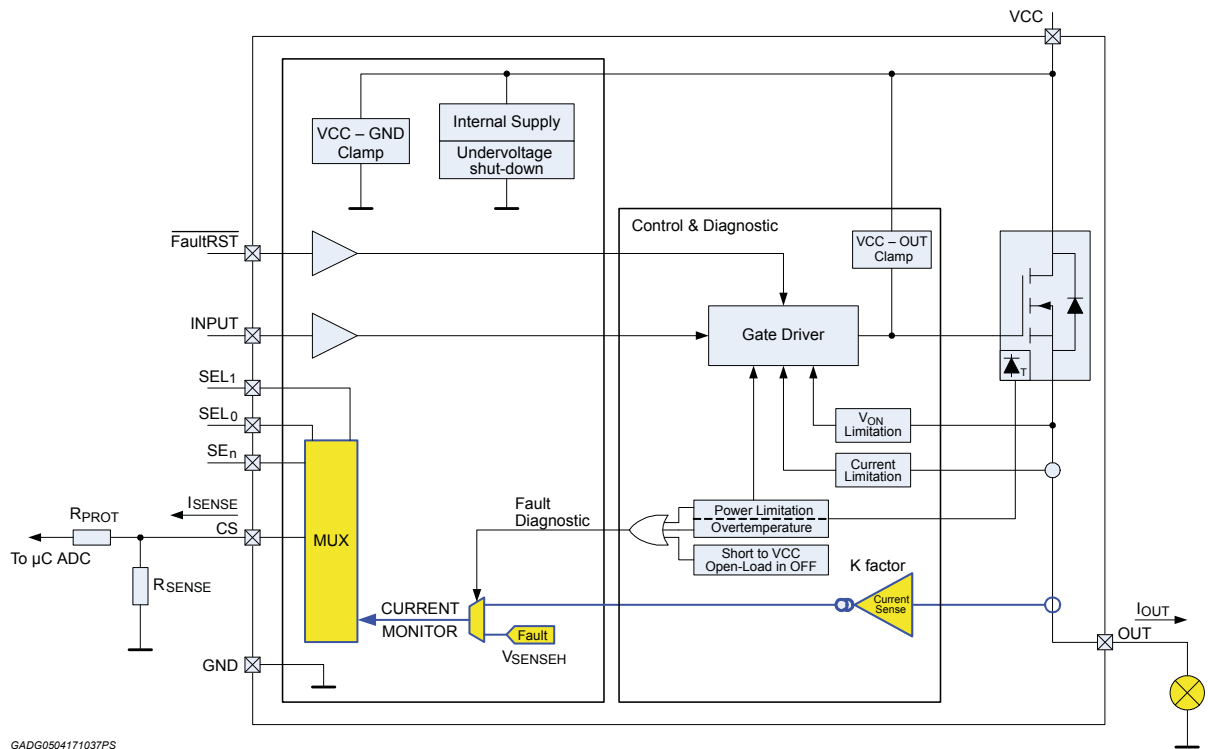 VCC
VCC – GND
Clamp
Internal Supply
Undervoltage
shut-down
Control & Diagnostic
VCC – OUT
Clamp
FaultRST
INPUT
Gate Driver
T
SEL1
SEL0
SEn
VON
Limitation
Current
Limitation
ISENSE
CS
RPROT
To µC ADC
RSENSE
MUX
Fault
Diagnostic
Power Limitation
Overtemperature
Short to VCC
Open-Load in OFF
K factor
Current
Sense
CURRENT
MONITOR
Fault
VSENSEH
IOUT
OUT
GND
GADG0504171037PS